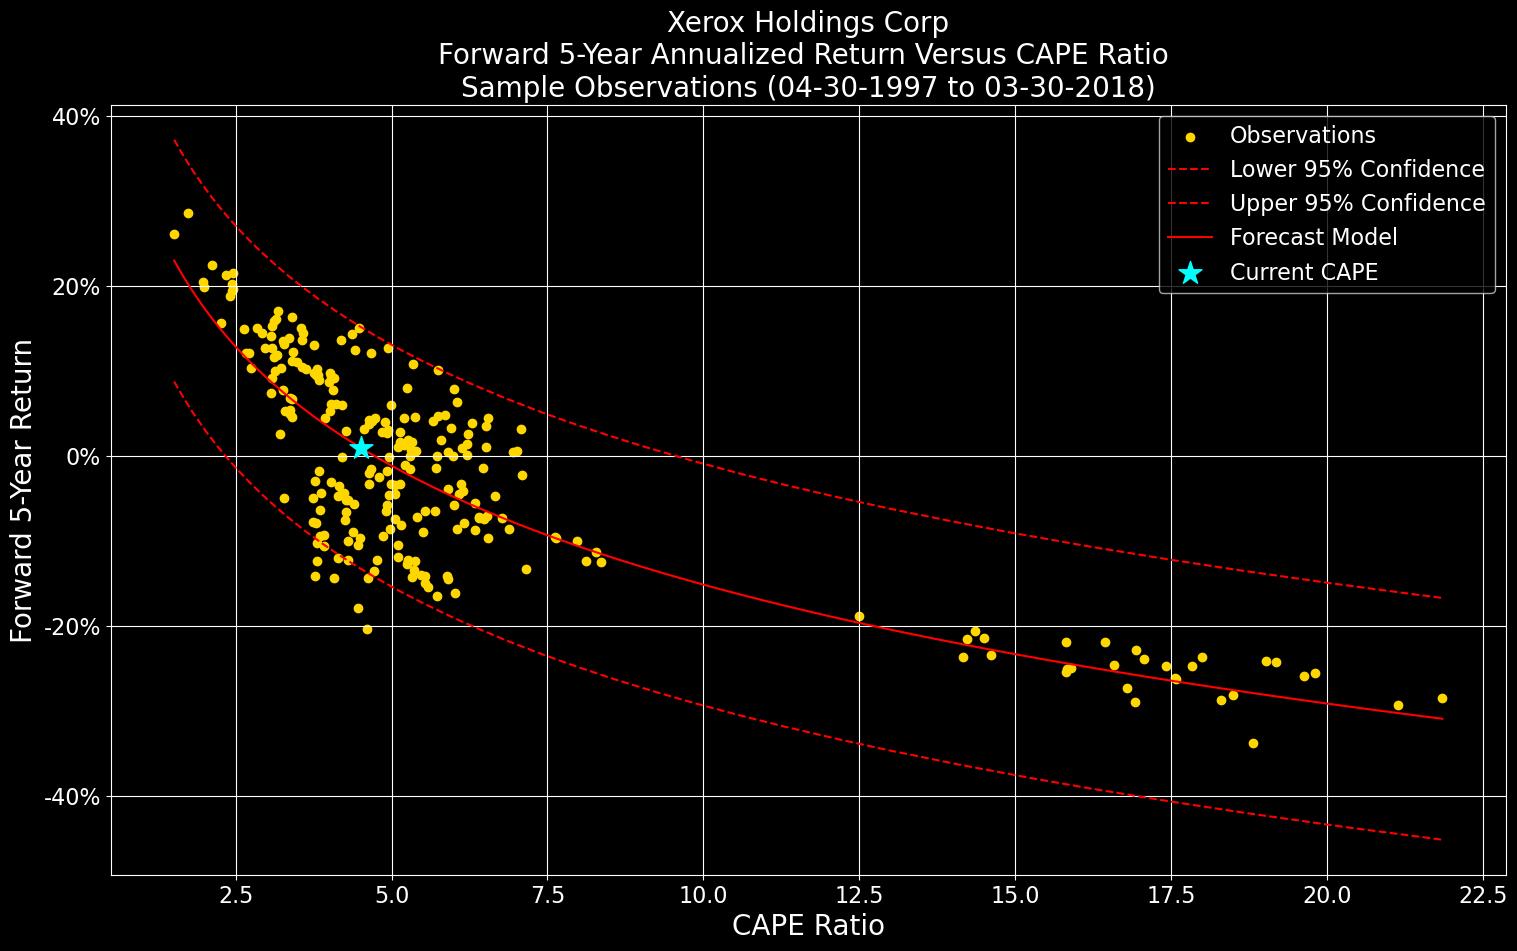 Xerox Holdings Corp
Forward 5-Year Annualized Return Versus CAPE Ratio
Sample Observations (04-30-1997 to 03-30-2018)
Forward 5-Year Return
40%
20%
0%
-20%
-40%
Observations
Lower 95% Confidence
Upper 95% Confidence
Forecast Model
Current CAPE
2.5 5.0 7.5 10.0 12.5 15.0 17.5 20.0 22.5
CAPE Ratio